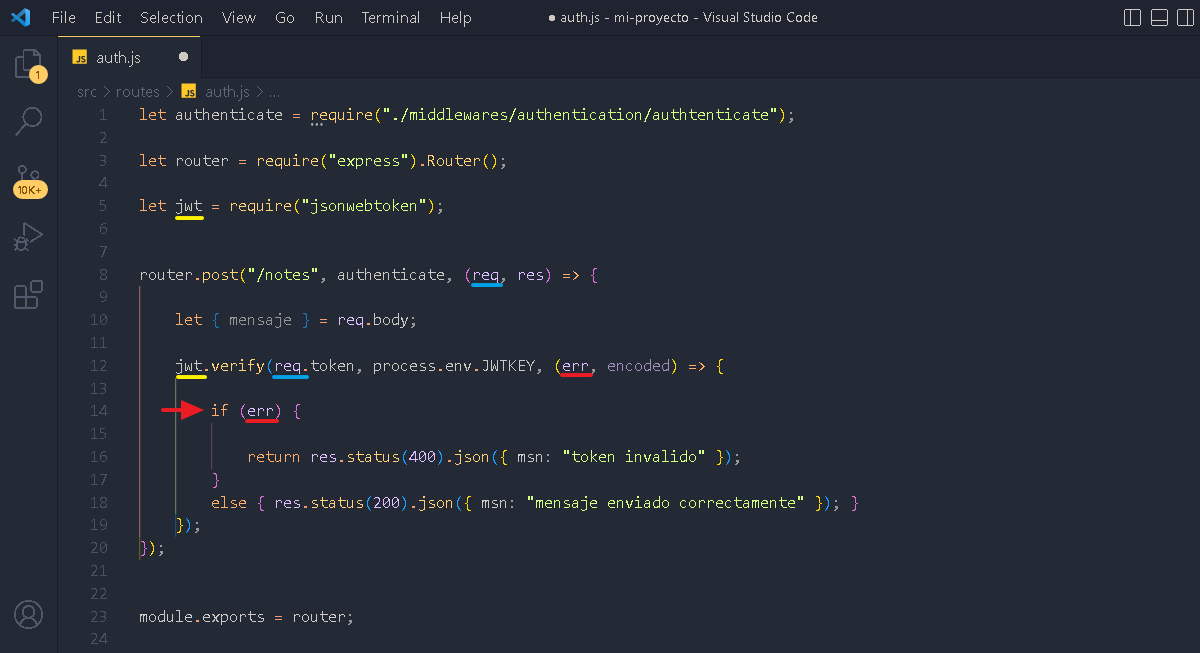 File Edit Selection View Go Run Terminal Help ● auth.js - mi-proyecto - Visual Studio Code
JS auth.js ●
1
src > routes > JS auth.js > ...
1 let authenticate = require("./middlewares/authentication/authtenticate");
2
3 let router = require("express").Router();
4
5 let jwt = require("jsonwebtoken");
6
7
8 router.post("/notes", authenticate, (req, res) => {
9
10 let { mensaje } = req.body;
11
12 jwt.verify(req.token, process.env.JWTKEY, (err, encoded) => {
13
14 if (err) {
15
16 return res.status(400).json({ msn: "token invalido" });
17 }
18 else { res.status(200).json({ msn: "mensaje enviado correctamente" }); }
19 });
20 });
21
22
23 module.exports = router;
24
10K+